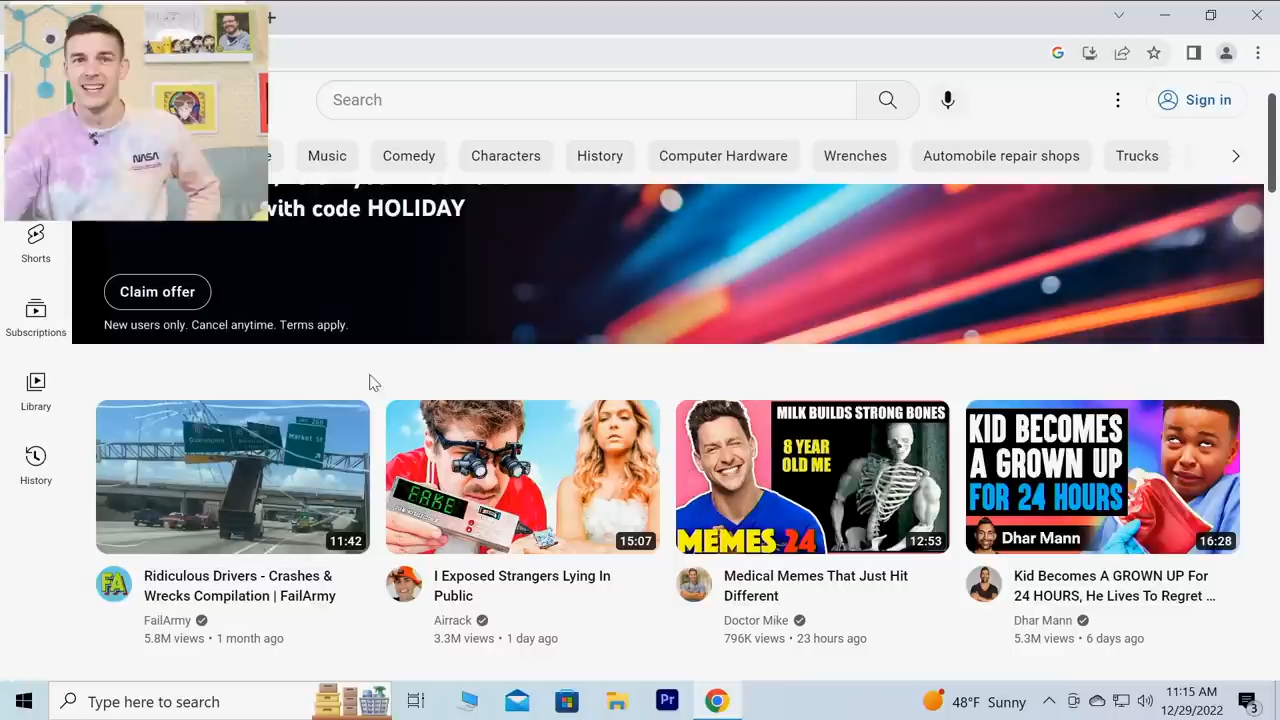 NASA
Search
Sign in
Music
Comedy
Characters
History
Computer Hardware
Wrenches
Automobile repair shops
Trucks
with code HOLIDAY
Claim offer
New users only. Cancel anytime. Terms apply.
Shorts
Subscriptions
Library
History
Market St
11:42
FAKE
15:07
MILK BUILDS STRONG BONES
8 YEAR
OLD ME
MEMES 24
12:53
KID BECOMES
A GROWN UP
FOR 24 HOURS
Dhar Mann
16:28
FA
Ridiculous Drivers - Crashes &
Wrecks Compilation | FailArmy
FailArmy
5.8M views • 1 month ago
I Exposed Strangers Lying In
Public
Airrack
3.3M views • 1 day ago
Medical Memes That Just Hit
Different
Doctor Mike
796K views • 23 hours ago
Kid Becomes A GROWN UP For
24 HOURS, He Lives To Regret ...
Dhar Mann
5.3M views • 6 days ago
Type here to search
Pr
48°F Sunny
11:15 AM
12/29/2022
3